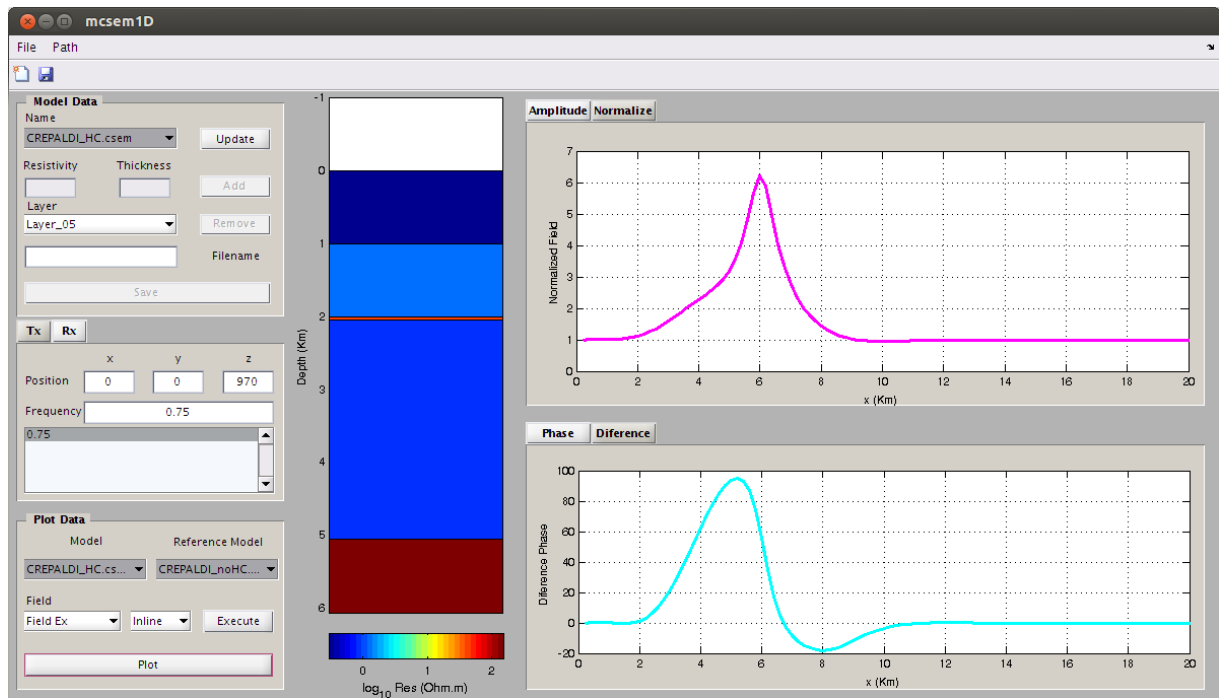 mcsem1D
File Path
Model Data
Name
CREPALDI_HC.csem
Update
Resistivity Thickness
Add
Layer
Layer_05
Remove
Filename
Save
Tx Rx
x y z
Position 0 0 970
Frequency 0.75
0.75
Plot Data
Model Reference Model
CREPALDI_HC.cs... CREPALDI_noHC....
Field
Field Ex Inline Execute
Plot
-1
0
1
2
3
4
5
6
Depth (Km)
0 1 2
log10 Res (Ohm.m)
Amplitude Normalize
7
6
5
4
3
2
1
0
Normalized Field
0 2 4 6 8 10 12 14 16 18 20
x (Km)
Phase Diference
100
80
60
40
20
0
-20
Diference Phase
0 2 4 6 8 10 12 14 16 18 20
x (Km)